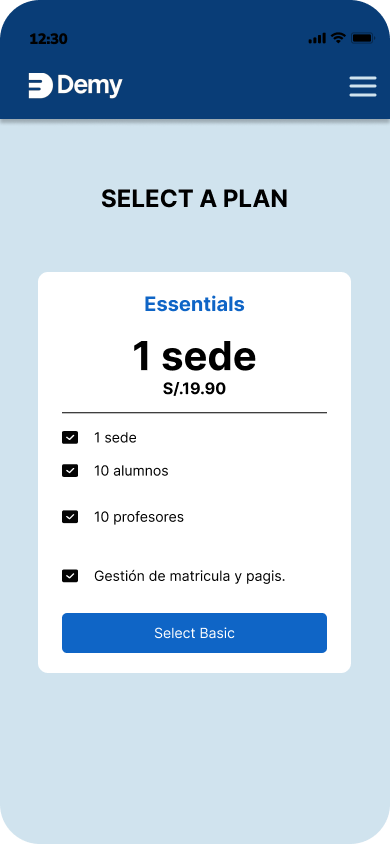 12:30
Demy
SELECT A PLAN
Essentials
1 sede
S/.19.90
1 sede
10 alumnos
10 profesores
Gestión de matricula y pagis.
Select Basic